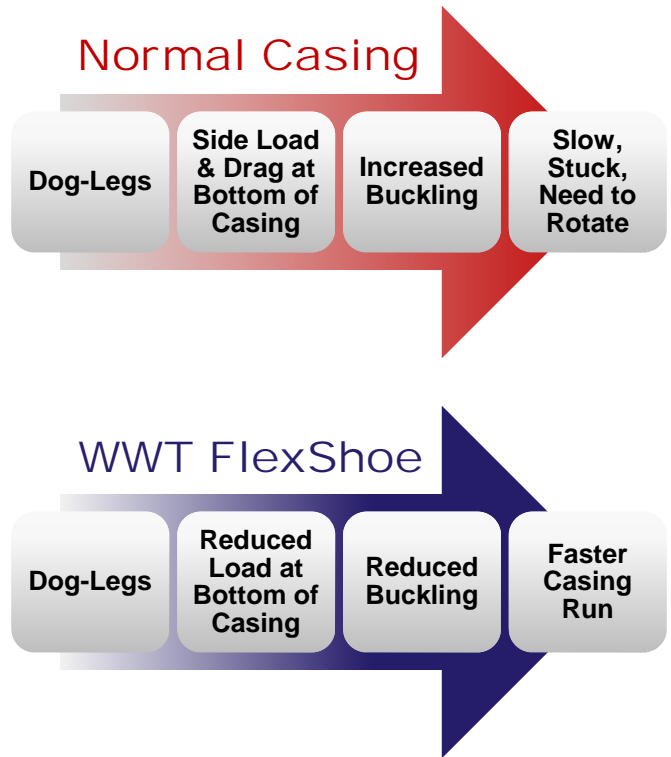 Normal Casing
Dog-Legs
Side Load
& Drag at
Bottom of
Casing
Increased
Buckling
Slow,
Stuck,
Need to
Rotate
WWT FlexShoe
Dog-Legs
Reduced
Load at
Bottom of
Casing
Reduced
Buckling
Faster
Casing
Run